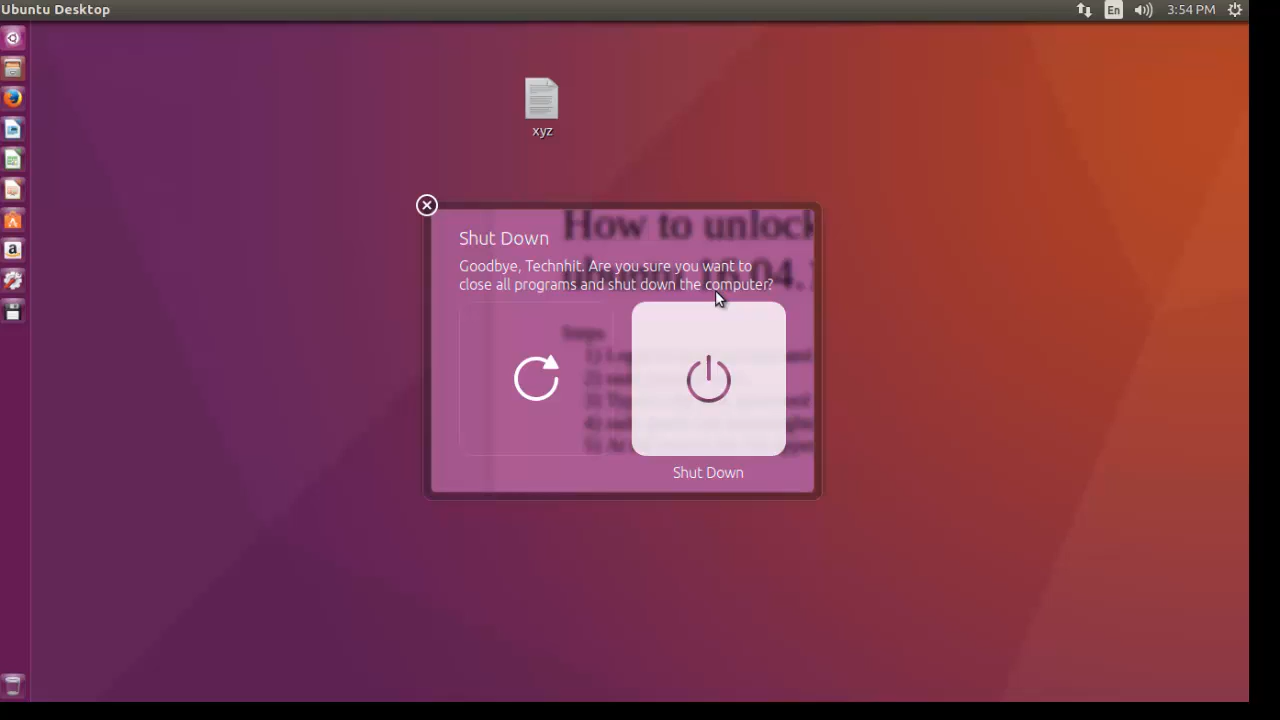 Ubuntu Desktop
En
3:54 PM
xyz
How to unlock
Shut Down
Goodbye, Technhit. Are you sure you want to
close all programs and shut down the computer?
Steps
Shut Down